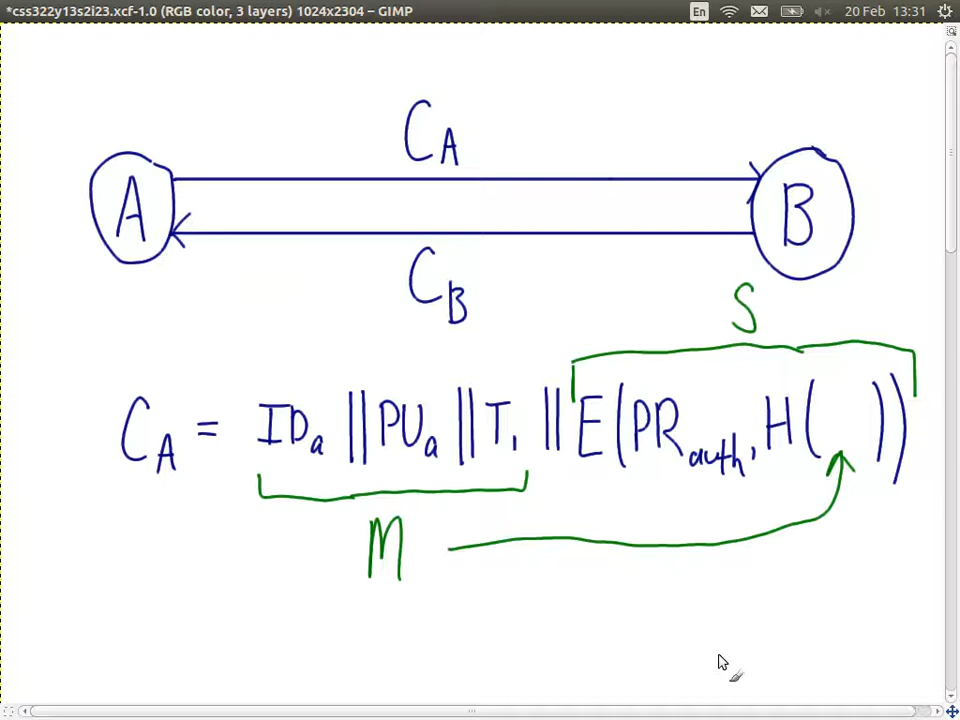 *css322y13s2i23.xcf-1.0 (RGB color, 3 layers) 1024x2304 – GIMP En 20 Feb 13:31
C_A
A B
C_B
S
C_A = ID_a || PU_a || T_1 || E(PR_auth, H( ))
M